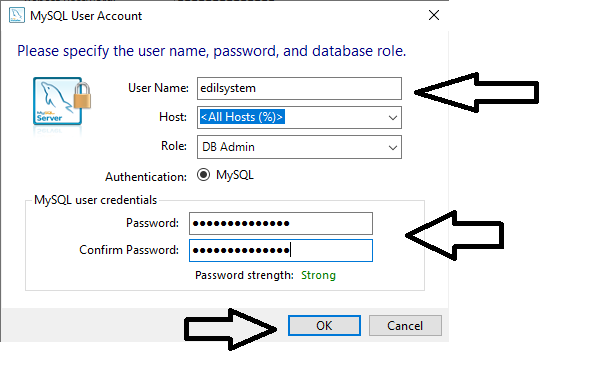 MySQL User Account
Please specify the user name, password, and database role.
MySQL
Server
User Name: edilsystem
Host: <All Hosts (%)>
Role: DB Admin
Authentication: MySQL
MySQL user credentials
Password: ●●●●●●●●●●●●●●
Confirm Password: ●●●●●●●●●●●●●●
Password strength: Strong
OK Cancel